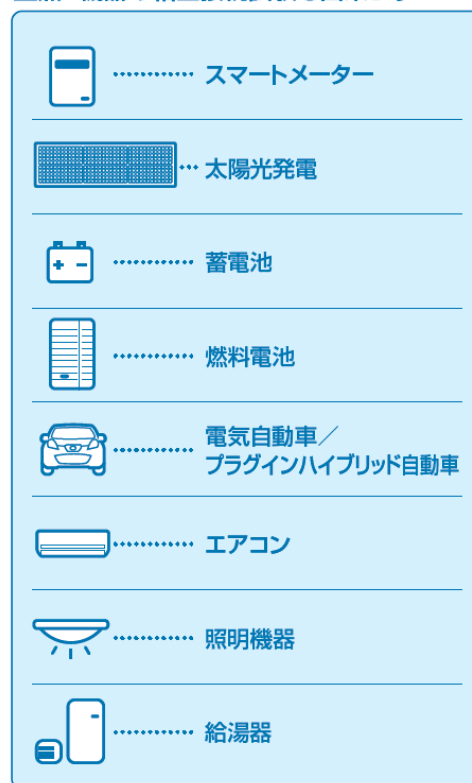 スマートメーター
太陽光発電
蓄電池
燃料電池
電気自動車／
プラグインハイブリッド自動車
エアコン
照明機器
給湯器